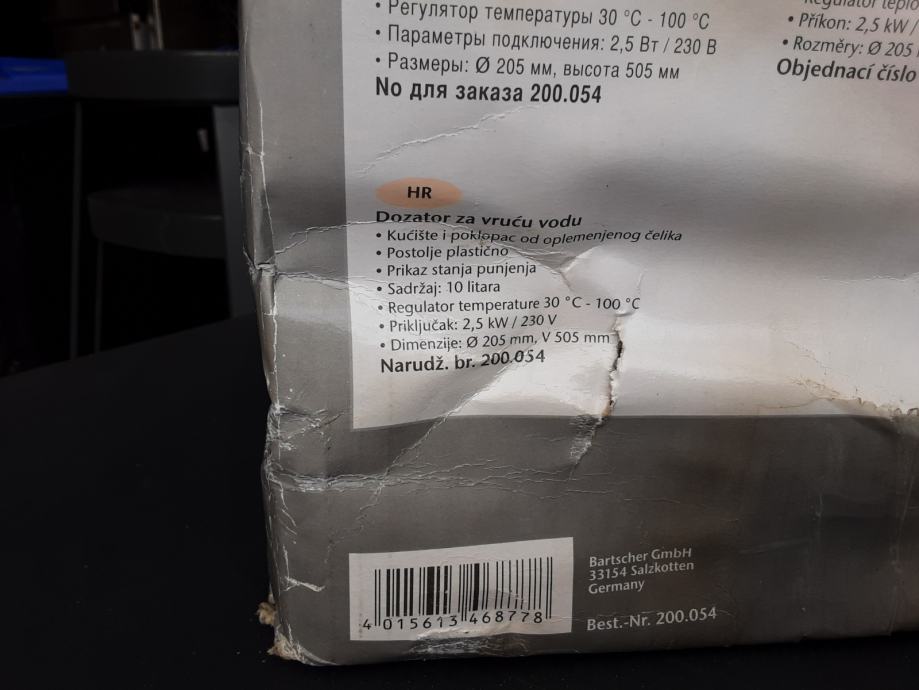 • Регулятор температуры 30 °C - 100 °C
• Параметры подключения: 2,5 Вт / 230 В
• Размеры: Ø 205 мм, высота 505 мм
No для заказа 200.054
• Příkon: 2,5 kW /
• Rozměry: Ø 205
Objednací číslo
HR
Dozator za vruću vodu
• Kućište i poklopac od oplemenjenog čelika
• Postolje plastično
• Prikaz stanja punjenja
• Sadržaj: 10 litara
• Regulator temperature 30 °C - 100 °C
• Priključak: 2,5 kW / 230 V
• Dimenzije: Ø 205 mm, V 505 mm
Narudž. br. 200.054
4 015613 468778
Bartscher GmbH
33154 Salzkotten
Germany
Best.-Nr. 200.054